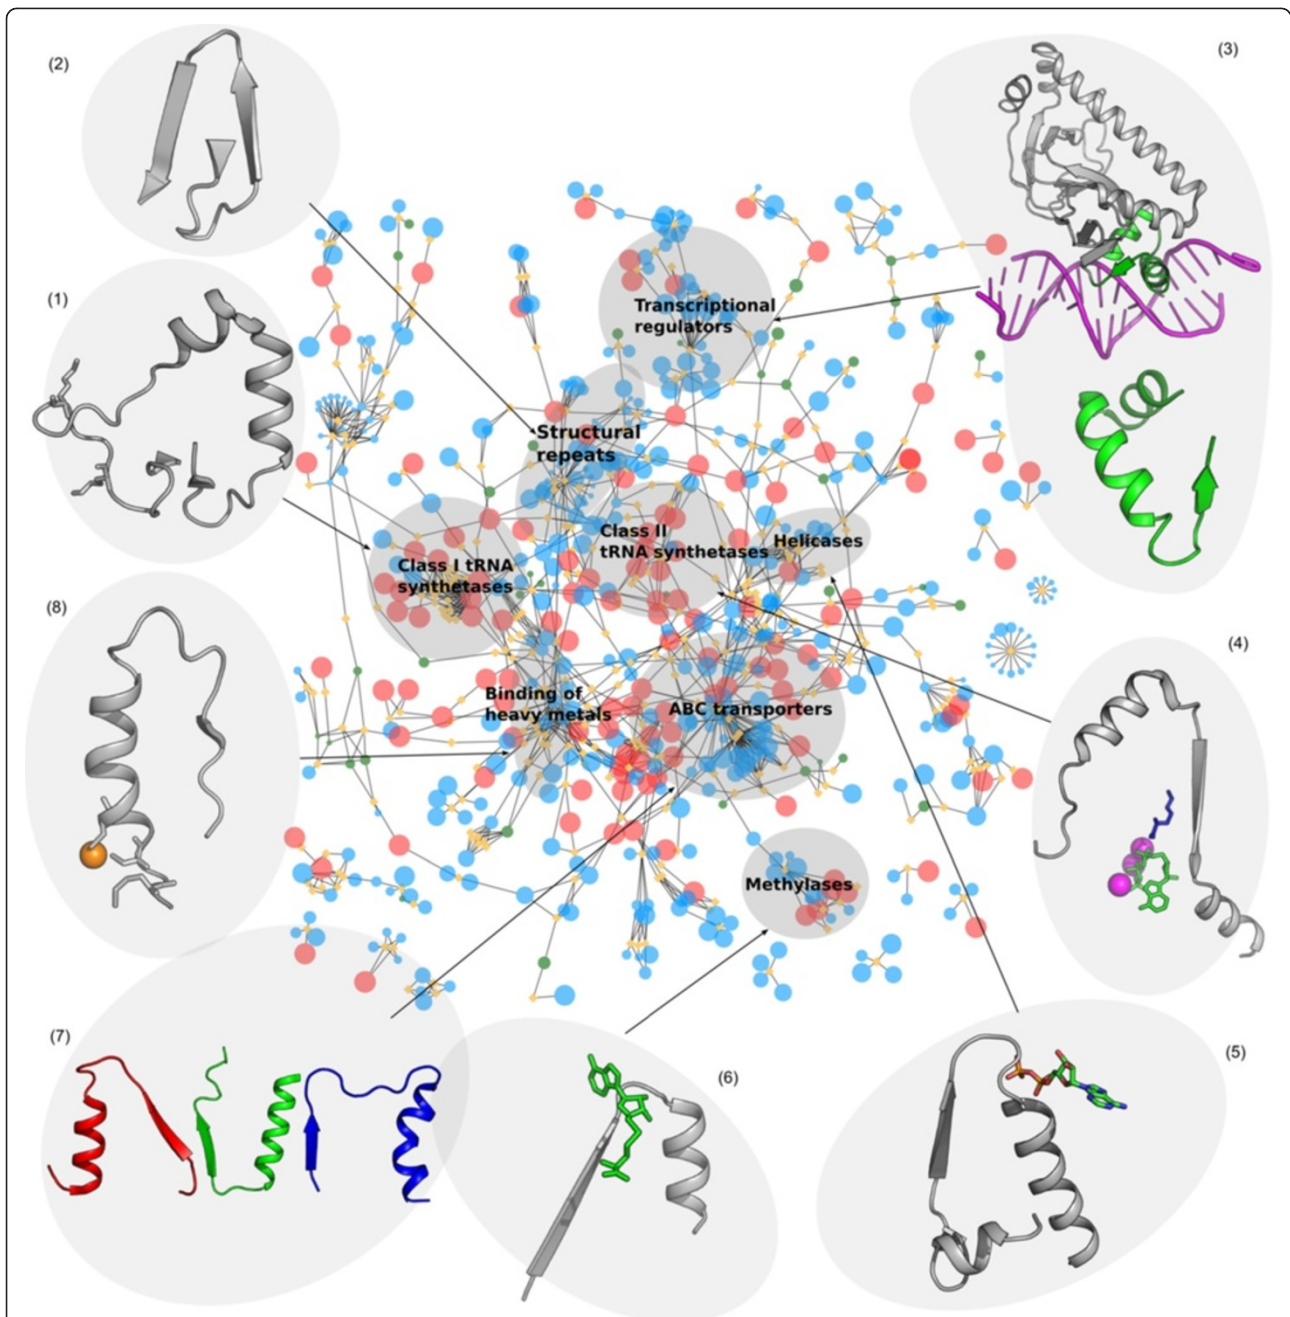 (2)
(3)
(1)
Transcriptional
regulators
Structural
repeats
Class II
tRNA synthetases
Helicases
Class I tRNA
synthetases
(8)
(4)
Binding of
heavy metals
ABC transporters
Methylases
(7)
(6)
(5)